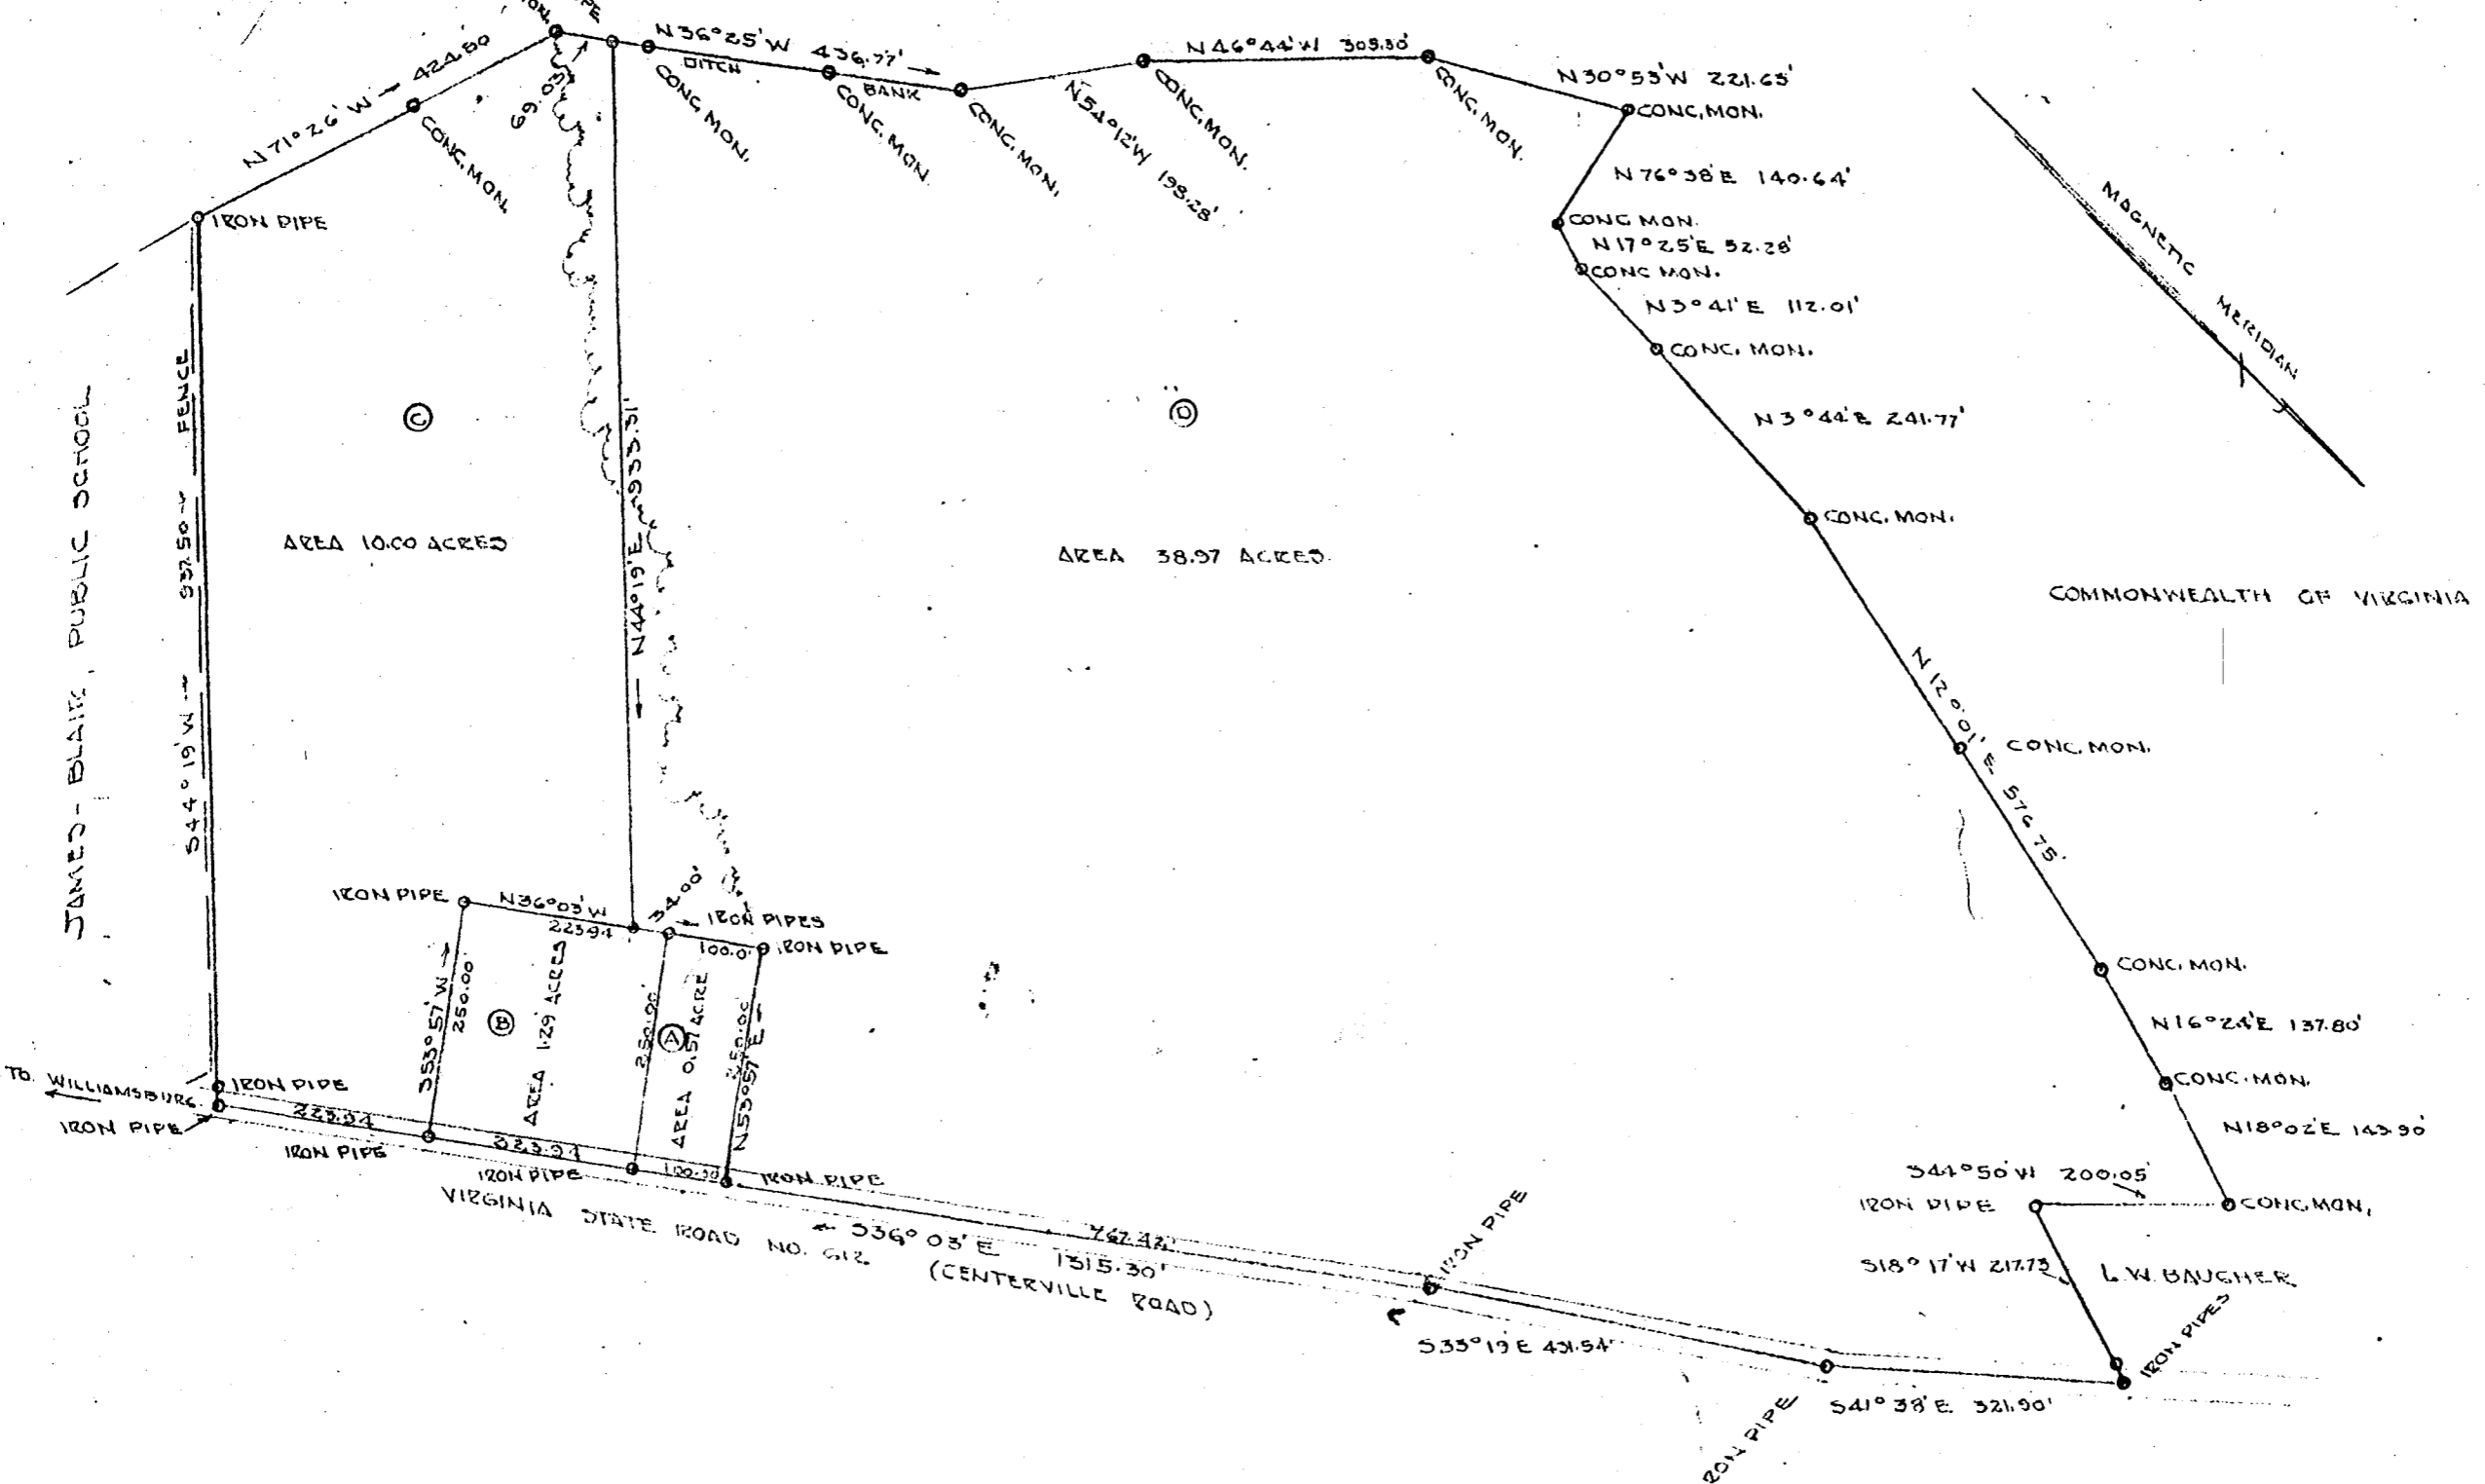 N71°26'W 424.80
69.03
N36°25'W 436.77'
DITCH
BANK
CONC. MON.
CONC. MON.
CONC. MON.
CONC. MON.
N54°12'W 198.28'
CONC. MON.
N46°44'W 305.30'
CONC. MON.
N30°53'W 221.63'
CONC. MON.
N76°38'E 140.64'
CONC MON.
N17°25'E 52.28'
CONC MON.
N3°41'E 112.01'
CONC. MON.
N3°44'E 241.77'
CONC. MON.
N12°01'E 576.75'
CONC. MON.
CONC. MON.
N16°24'E 137.80'
CONC. MON.
N18°02'E 143.90'
CONC. MON.
S44°50'W 200.05'
IRON PIPE
S18°17'W 217.73
L.W. BAUGHER
IRON PIPES
MAGNETIC MERIDIAN
COMMONWEALTH OF VIRGINIA
IRON PIPE
JAMES-BLAIR, PUBLIC SCHOOL
S44°19'W 937.50
FENCE
C
AREA 10.00 ACRES
N44°19'E 933.51'
D
AREA 38.97 ACRES
IRON PIPE
N36°03'W
223.94
34.00'
IRON PIPES
100.0'
IRON PIPE
S53°57'W
250.00'
B
AREA 1.29 ACRES
250.00'
A
AREA 0.57 ACRE
250.00'
N53°57'E
TO WILLIAMSBURG
IRON PIPE
IRON PIPE
223.94
IRON PIPE
223.94
IRON PIPE
100.00
IRON PIPE
VIRGINIA STATE ROAD NO. 612
(CENTERVILLE ROAD)
S36°03'E 1315.30'
767.42'
IRON PIPE
S33°19'E 431.54'
IRON PIPE
S41°38'E 321.90'